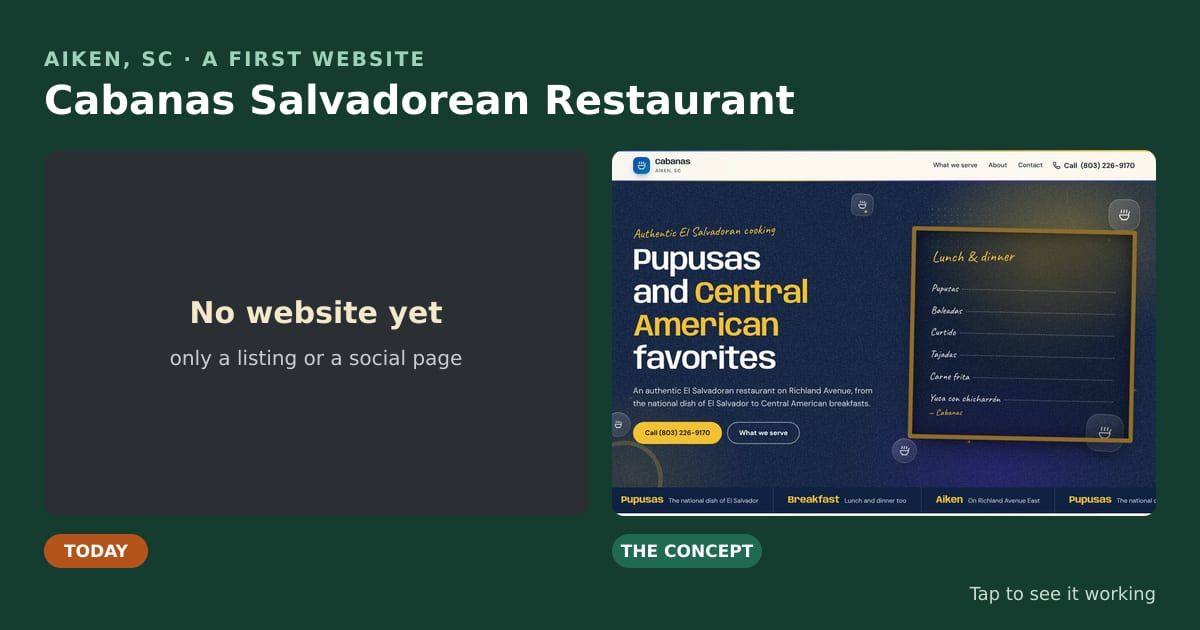 AIKEN, SC · A FIRST WEBSITE
Cabanas Salvadorean Restaurant
No website yet
only a listing or a social page
TODAY
cabanas
AIKEN, SC
What we serve About Contact Call (803) 226-9170
Authentic El Salvadoran cooking
Pupusas
and Central
American
favorites
An authentic El Salvadoran restaurant on Richland Avenue, from
the national dish of El Salvador to Central American breakfasts.
Call (803) 226-9170 What we serve
Lunch & dinner
Pupusas
Baleadas
Curtido
Tajadas
Carne frita
Yuca con chicharrón
— Cabanas
Pupusas The national dish of El Salvador Breakfast Lunch and dinner too Aiken On Richland Avenue East Pupusas The national
THE CONCEPT
Tap to see it working